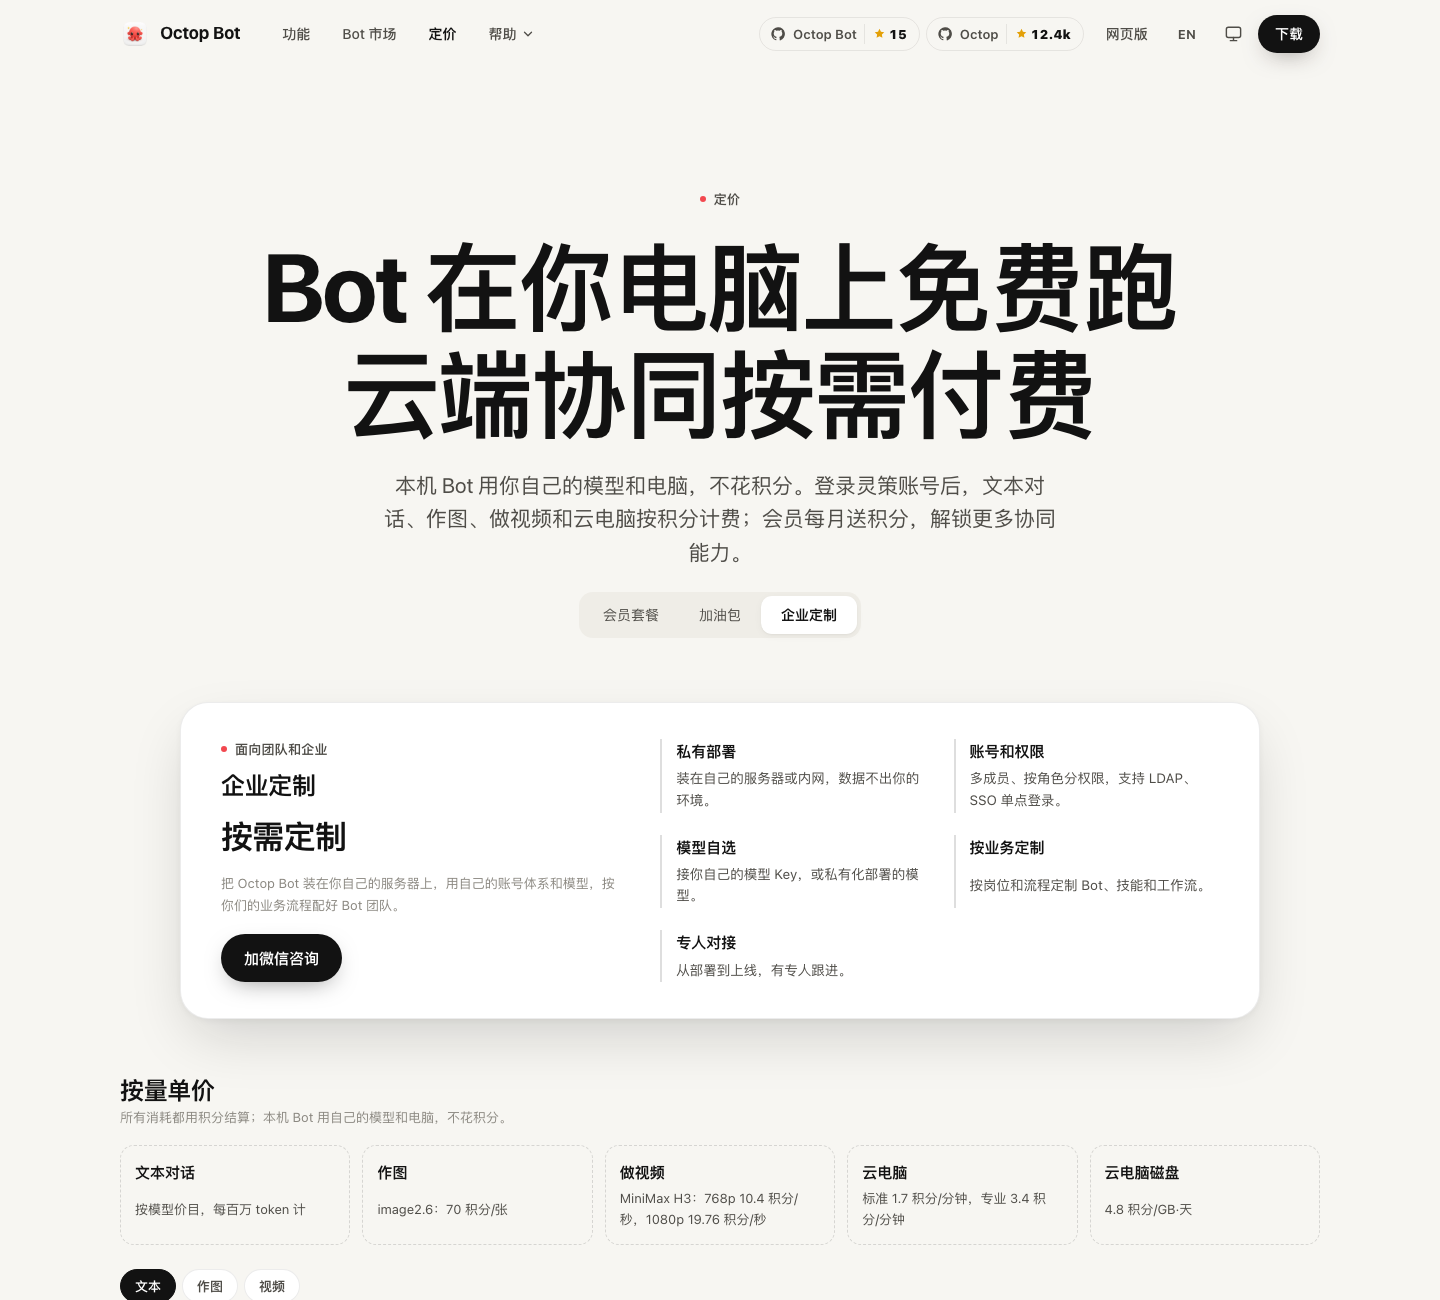 Octop Bot
功能
Bot 市场
定价
帮助
Octop Bot
15
Octop
12.4k
网页版
EN
下载
定价
Bot 在你电脑上免费跑
云端协同按需付费
本机 Bot 用你自己的模型和电脑，不花积分。登录灵策账号后，文本对
话、作图、做视频和云电脑按积分计费；会员每月送积分，解锁更多协同
能力。
会员套餐
加油包
企业定制
面向团队和企业
企业定制
按需定制
把 Octop Bot 装在你自己的服务器上，用自己的账号体系和模型，按
你们的业务流程配好 Bot 团队。
加微信咨询
私有部署
装在自己的服务器或内网，数据不出你的
环境。
账号和权限
多成员、按角色分权限，支持 LDAP、
SSO 单点登录。
模型自选
接你自己的模型 Key，或私有化部署的模
型。
按业务定制
按岗位和流程定制 Bot、技能和工作流。
专人对接
从部署到上线，有专人跟进。
按量单价
所有消耗都用积分结算；本机 Bot 用自己的模型和电脑，不花积分。
文本对话
按模型价目，每百万 token 计
作图
image2.6：70 积分/张
做视频
MiniMax H3：768p 10.4 积分/
秒，1080p 19.76 积分/秒
云电脑
标准 1.7 积分/分钟，专业 3.4 积
分/分钟
云电脑磁盘
4.8 积分/GB·天
文本
作图
视频